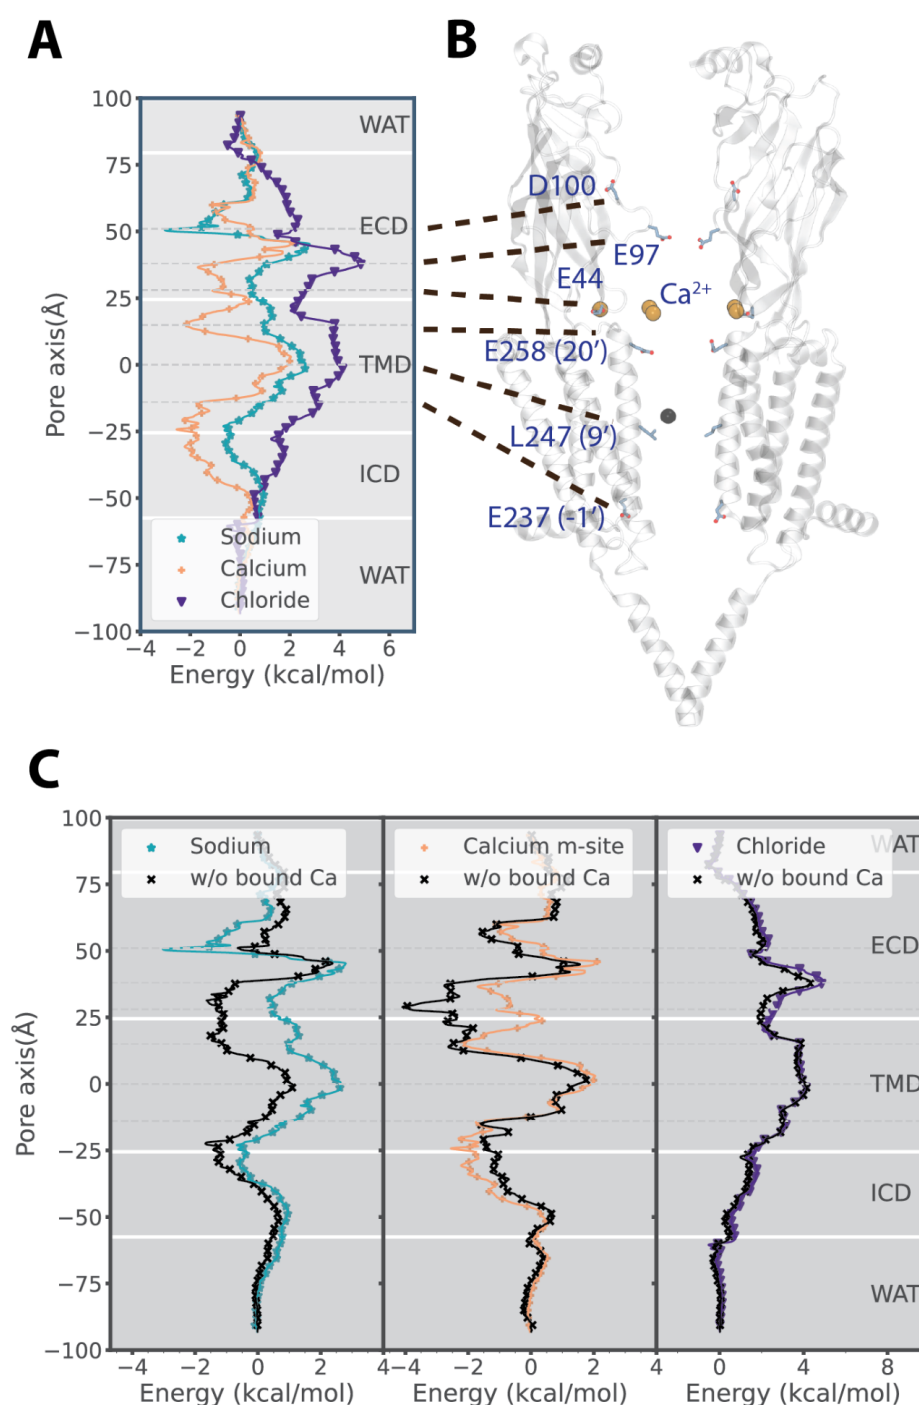 A
B
100
75
50
25
0
−25
−50
−75
−100
Pore axis(Å)
WAT
ECD
TMD
ICD
WAT
Sodium
Calcium
Chloride
−4 −2 0 2 4 6
Energy (kcal/mol)
D100
E97
E44
Ca²⁺
E258 (20′)
L247 (9′)
E237 (-1′)
C
100
75
50
25
0
−25
−50
−75
−100
Pore axis(Å)
Sodium
w/o bound Ca
Calcium m-site
w/o bound Ca
Chloride
w/o bound Ca
WAT
ECD
TMD
ICD
WAT
−4 −2 0 2 4
−4 −2 0 2 4
0 4 8
Energy (kcal/mol)
Energy (kcal/mol)
Energy (kcal/mol)